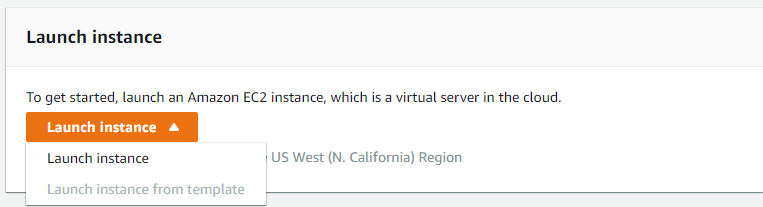 Launch instance
To get started, launch an Amazon EC2 instance, which is a virtual server in the cloud.
Launch instance
Launch instance
US West (N. California) Region
Launch instance from template